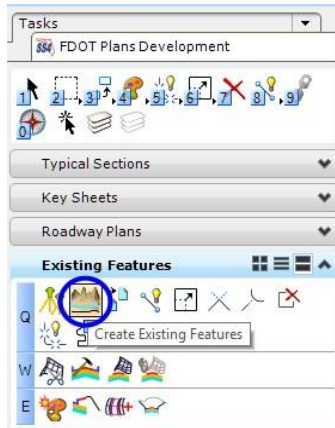 Tasks
SS4 FDOT Plans Development
1 2 3 4 5 6 7 8 9
0
Typical Sections
Key Sheets
Roadway Plans
Existing Features
Q
Create Existing Features
W
E